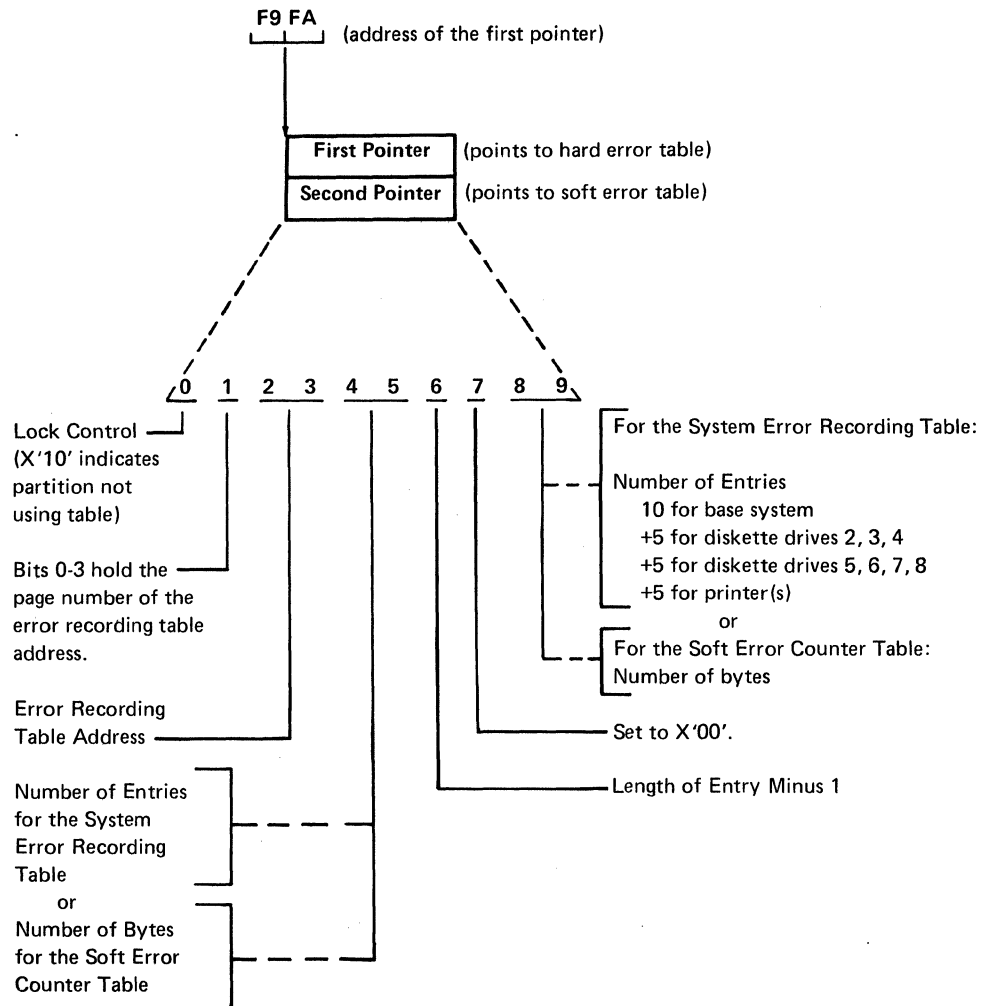 F9 FA
(address of the first pointer)
First Pointer (points to hard error table)
Second Pointer (points to soft error table)
0 1 2 3 4 5 6 7 8 9
Lock Control
(X'10' indicates
partition not
using table)
Bits 0-3 hold the
page number of the
error recording table
address.
Error Recording
Table Address
Number of Entries
for the System
Error Recording
Table
or
Number of Bytes
for the Soft Error
Counter Table
For the System Error Recording Table:
Number of Entries
10 for base system
+5 for diskette drives 2, 3, 4
+5 for diskette drives 5, 6, 7, 8
+5 for printer(s)
or
For the Soft Error Counter Table:
Number of bytes
Set to X'00'.
Length of Entry Minus 1